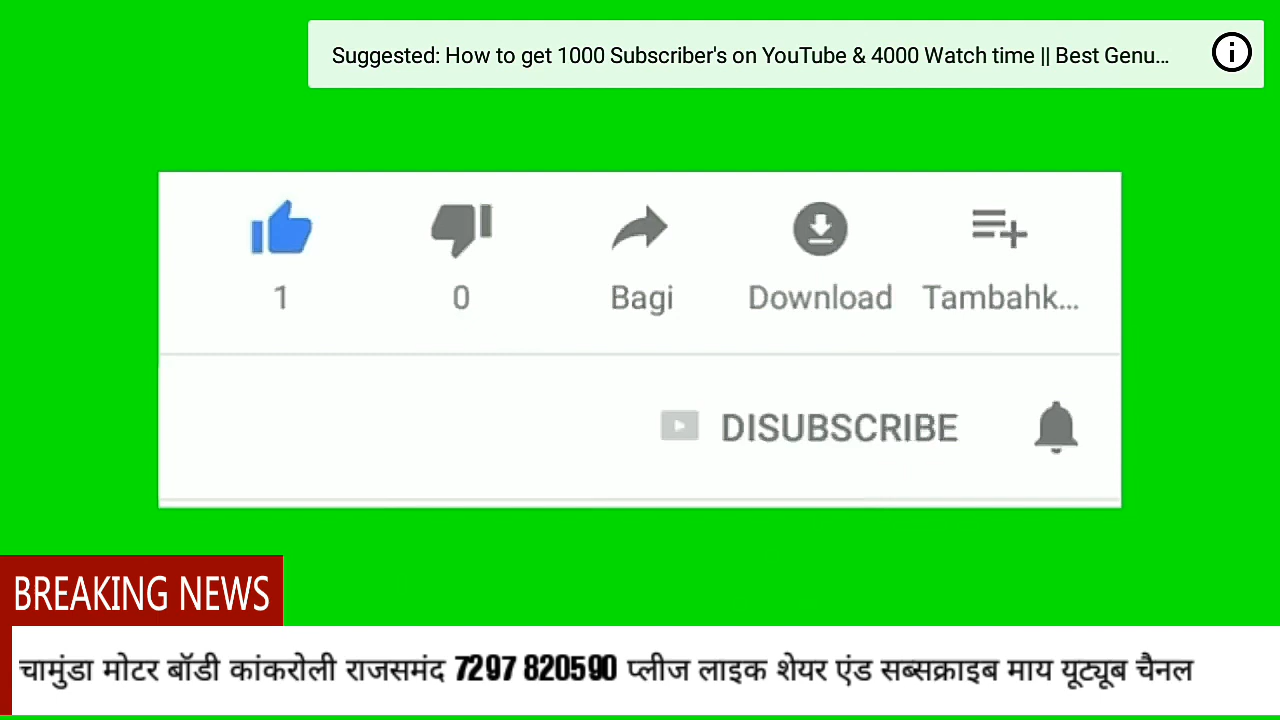 Suggested: How to get 1000 Subscriber's on YouTube & 4000 Watch time || Best Genu...
1 0 Bagi Download Tambahk...
DISUBSCRIBE
BREAKING NEWS
चामुंडा मोटर बॉडी कांकरोली राजसमंद 7297 820590 प्लीज लाइक शेयर एंड सब्सक्राइब माय यूट्यूब चैनल